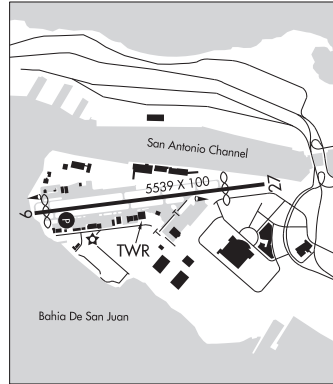 San Antonio Channel
5539 X 100
27
9
P
TWR
Bahia De San Juan